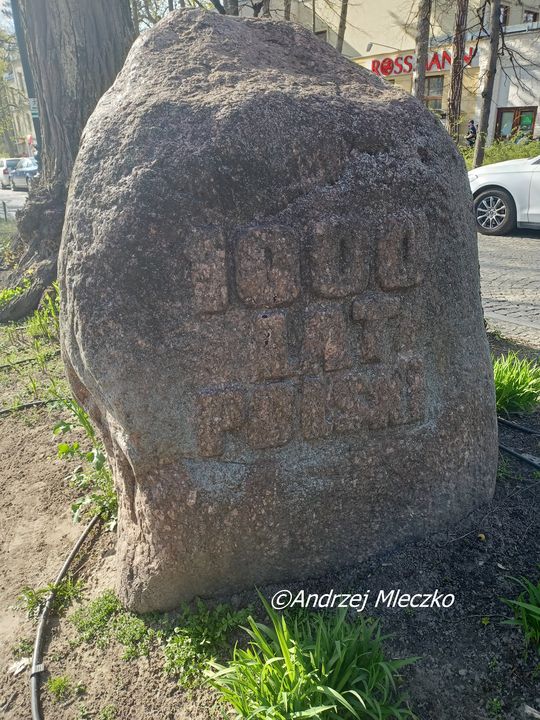 ROSSMANN
1000
LAT
POLSKI
©Andrzej Mleczko